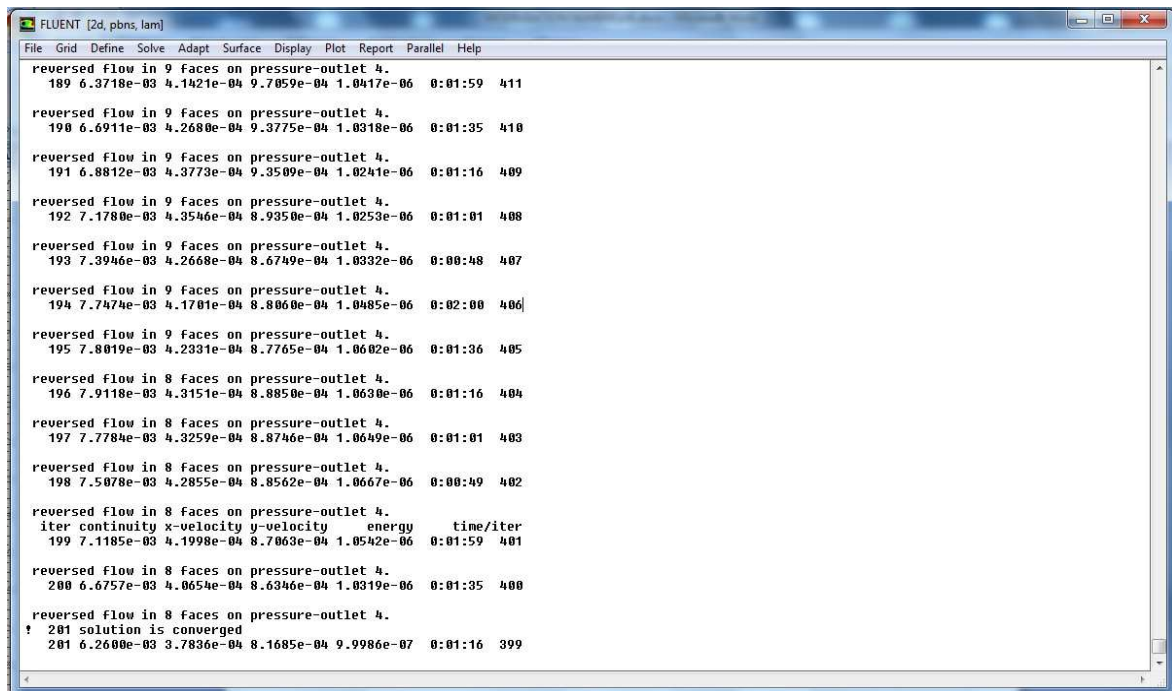 FLUENT [2d, pbns, lam]
File Grid Define Solve Adapt Surface Display Plot Report Parallel Help
reversed flow in 9 faces on pressure-outlet 4.
189 6.3718e-03 4.1421e-04 9.7059e-04 1.0417e-06 0:01:59 411
reversed flow in 9 faces on pressure-outlet 4.
190 6.6911e-03 4.2680e-04 9.3775e-04 1.0318e-06 0:01:35 410
reversed flow in 9 faces on pressure-outlet 4.
191 6.8812e-03 4.3773e-04 9.3509e-04 1.0241e-06 0:01:16 409
reversed flow in 9 faces on pressure-outlet 4.
192 7.1780e-03 4.3546e-04 8.9350e-04 1.0253e-06 0:01:01 408
reversed flow in 9 faces on pressure-outlet 4.
193 7.3946e-03 4.2668e-04 8.6749e-04 1.0332e-06 0:00:48 407
reversed flow in 9 faces on pressure-outlet 4.
194 7.7474e-03 4.1701e-04 8.8060e-04 1.0485e-06 0:02:00 406
reversed flow in 9 faces on pressure-outlet 4.
195 7.8019e-03 4.2331e-04 8.7765e-04 1.0602e-06 0:01:36 405
reversed flow in 8 faces on pressure-outlet 4.
196 7.9118e-03 4.3151e-04 8.8850e-04 1.0630e-06 0:01:16 404
reversed flow in 8 faces on pressure-outlet 4.
197 7.7784e-03 4.3259e-04 8.8746e-04 1.0649e-06 0:01:01 403
reversed flow in 8 faces on pressure-outlet 4.
198 7.5078e-03 4.2855e-04 8.8562e-04 1.0667e-06 0:00:49 402
reversed flow in 8 faces on pressure-outlet 4.
iter continuity x-velocity y-velocity energy time/iter
199 7.1185e-03 4.1998e-04 8.7063e-04 1.0542e-06 0:01:59 401
reversed flow in 8 faces on pressure-outlet 4.
200 6.6757e-03 4.0654e-04 8.6346e-04 1.0319e-06 0:01:35 400
reversed flow in 8 faces on pressure-outlet 4.
! 201 solution is converged
201 6.2600e-03 3.7836e-04 8.1685e-04 9.9986e-07 0:01:16 399